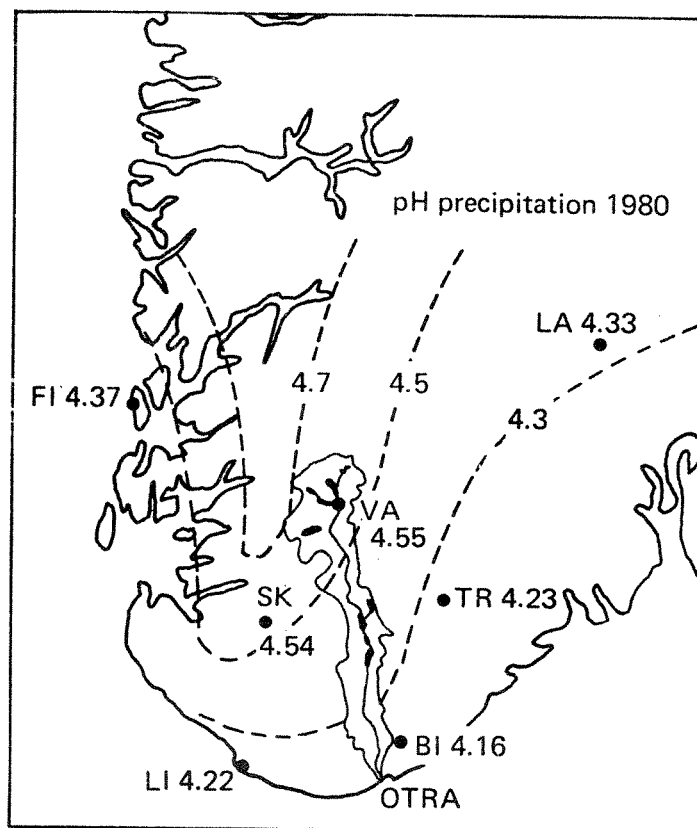 pH precipitation 1980
LA 4.33
FI 4.37
4.7
4.5
4.3
VA
4.55
SK
4.54
TR 4.23
BI 4.16
LI 4.22
OTRA